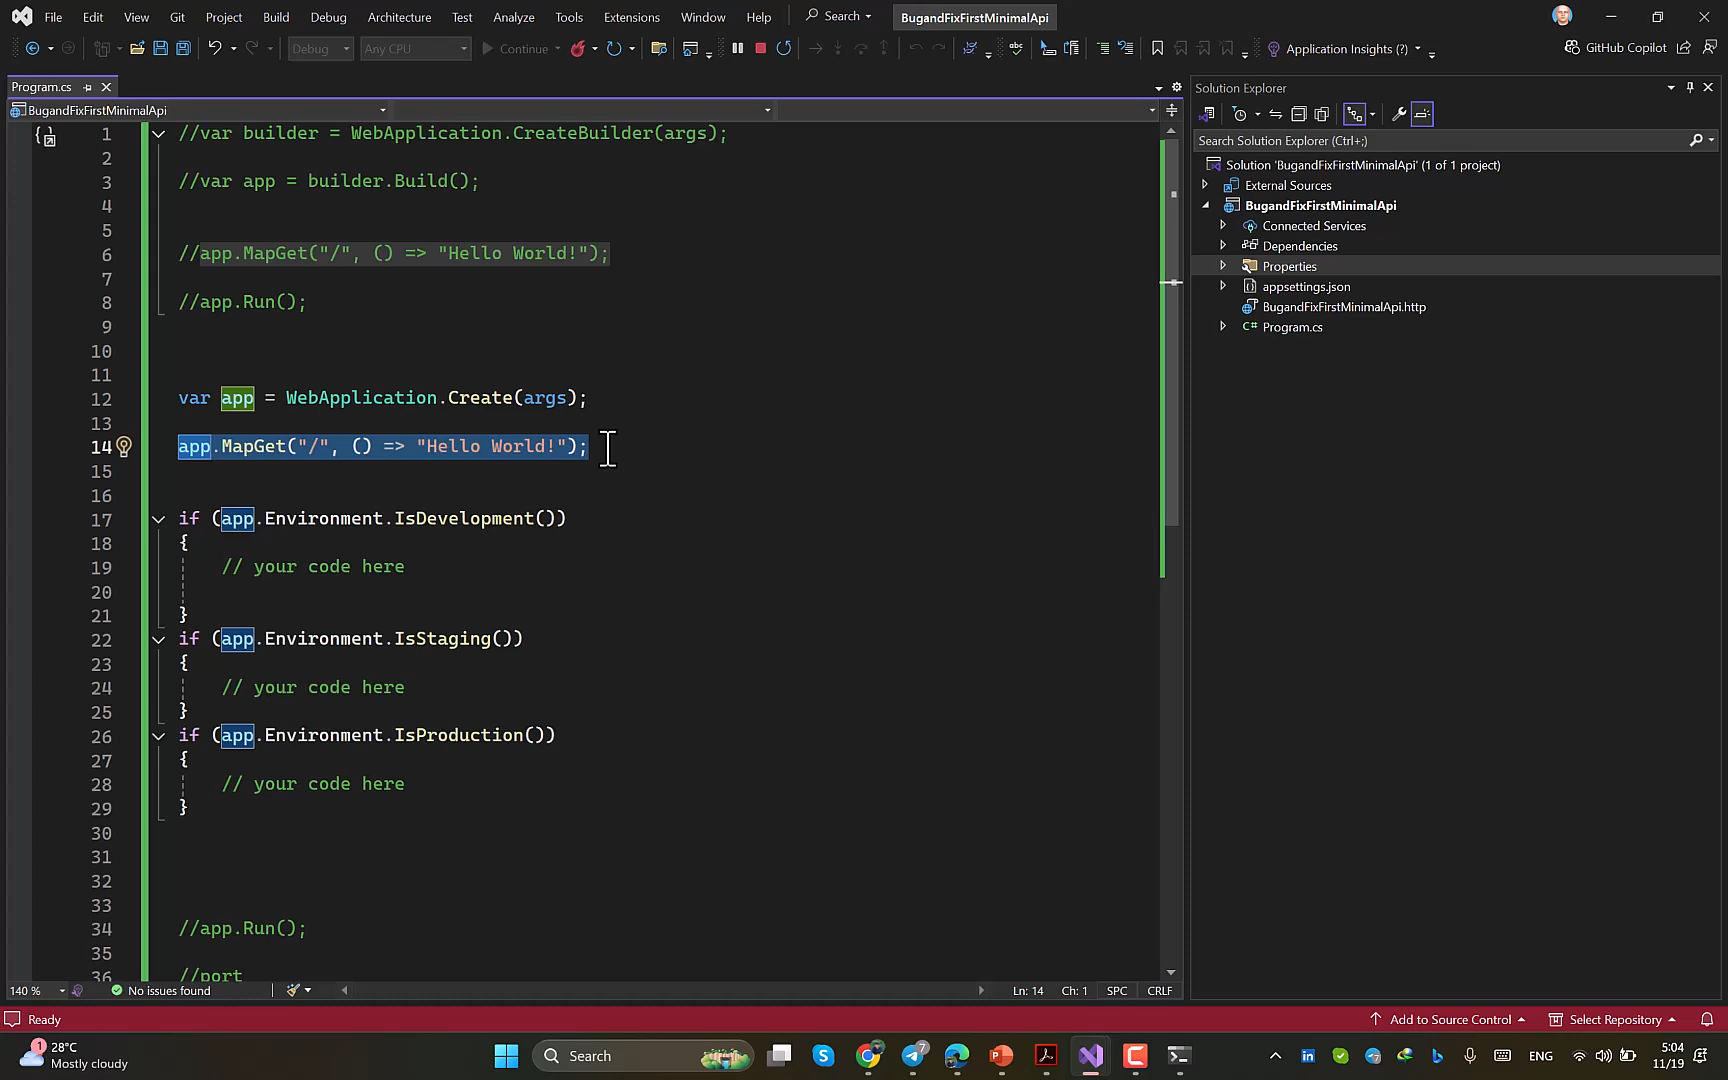 File Edit View Git Project Build Debug Architecture Test Analyze Tools Extensions Window Help Search BugandFixFirstMinimalApi
Debug Any CPU Continue Application Insights (?) GitHub Copilot
Program.cs
BugandFixFirstMinimalApi
1 //var builder = WebApplication.CreateBuilder(args);
2
3 //var app = builder.Build();
4
5
6 //app.MapGet("/", () => "Hello World!");
7
8 //app.Run();
9
10
11
12 var app = WebApplication.Create(args);
13
14 app.MapGet("/", () => "Hello World!");
15
16
17 if (app.Environment.IsDevelopment())
18 {
19 // your code here
20
21 }
22 if (app.Environment.IsStaging())
23 {
24 // your code here
25 }
26 if (app.Environment.IsProduction())
27 {
28 // your code here
29 }
30
31
32
33
34 //app.Run();
35
36 //port
140 % No issues found Ln: 14 Ch: 1 SPC CRLF
Solution Explorer
Search Solution Explorer (Ctrl+;)
Solution 'BugandFixFirstMinimalApi' (1 of 1 project)
External Sources
BugandFixFirstMinimalApi
Connected Services
Dependencies
Properties
appsettings.json
BugandFixFirstMinimalApi.http
C# Program.cs
Ready Add to Source Control Select Repository
1 28°C
Mostly cloudy
Search
7
ENG
5:04
11/19